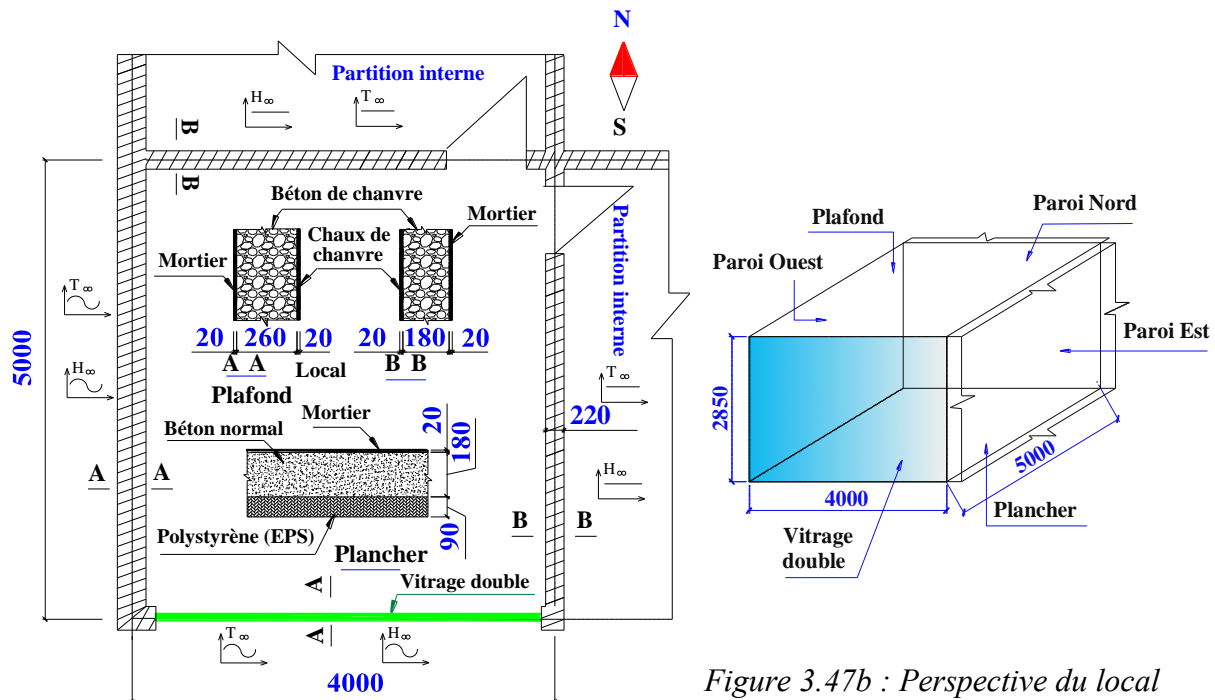 N
S
Partition interne
H∞
T∞
B
B
Béton de chanvre
Mortier
Chaux de
chanvre
Mortier
Partition interne
T∞
H∞
5000
20 260 20
20 180 20
A A
Local
B B
Plafond
Mortier
Béton normal
20
180
90
Polystyrène (EPS)
Plancher
T∞
220
H∞
A
A
B
B
A
Vitrage double
A
T∞
H∞
4000
Plafond
Paroi Nord
Paroi Ouest
Paroi Est
2850
5000
4000
Plancher
Vitrage
double
Figure 3.47b : Perspective du local